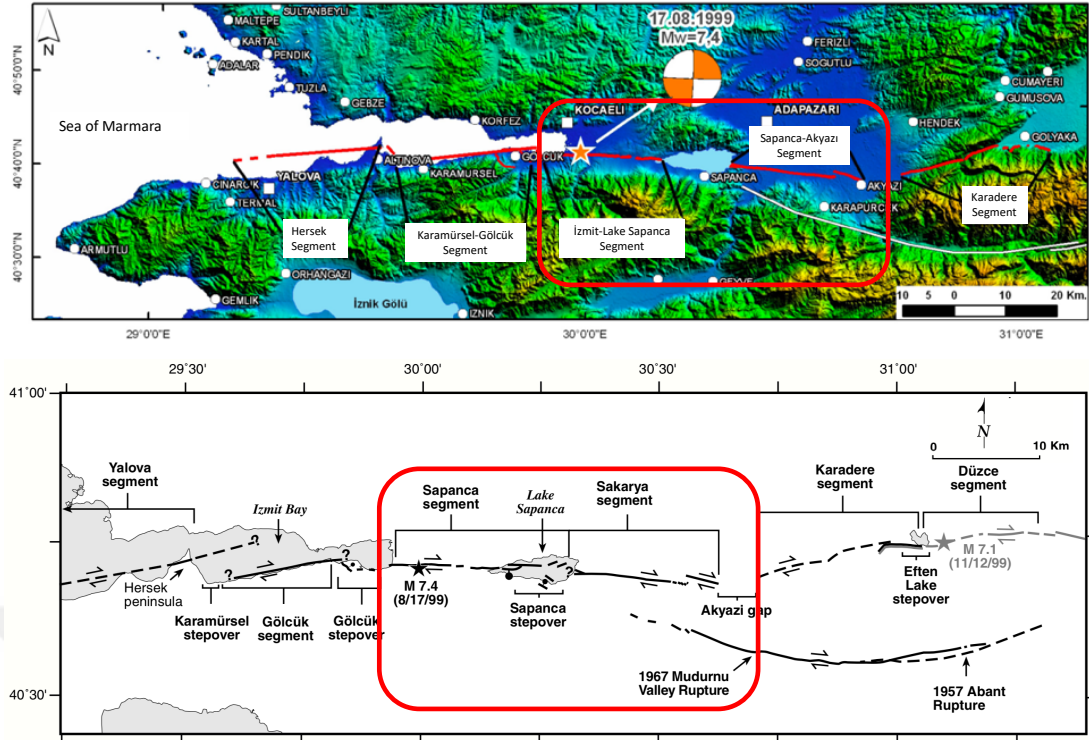 SULTANBEYLI
MALTEPE
KARTAL
PENDIK
ADALAR
TUZLA
GEBZE
17.08.1999
Mw=7,4
FERIZLI
SOGUTLU
CUMAYERI
GUMUSOVA
N
40°50'0"N
Sea of Marmara
KORFEZ
KOCAELI
ADAPAZARI
HENDEK
GOLYAKA
Sapanca-Akyazı
Segment
40°40'0"N
ALTINOVA
GOLCUK
KARAMURSEL
SAPANCA
AKYAZI
CINARCIK
YALOVA
TERMAL
KARAPURCEK
Hersek
Segment
Karamürsel-Gölcük
Segment
İzmit-Lake Sapanca
Segment
Karadere
Segment
ARMUTLU
40°30'0"N
ORHANGAZI
GEYVE
GEMLIK
İznik Gölü
IZNIK
10 5 0 10 20 Km.
29°0'0"E
30°0'0"E
31°0'0"E
29°30'
30°00'
30°30'
31°00'
41°00'
N
0 10 Km
Yalova
segment
Izmit Bay
Sapanca
segment
Lake
Sapanca
Sakarya
segment
Karadere
segment
Düzce
segment
?
?
?
?
?
Hersek
peninsula
M 7.4
(8/17/99)
M 7.1
(11/12/99)
Karamürsel
stepover
Gölcük
segment
Gölcük
stepover
Sapanca
stepover
Akyazi gap
Eften
Lake
stepover
1967 Mudurnu
Valley Rupture
1957 Abant
Rupture
40°30'